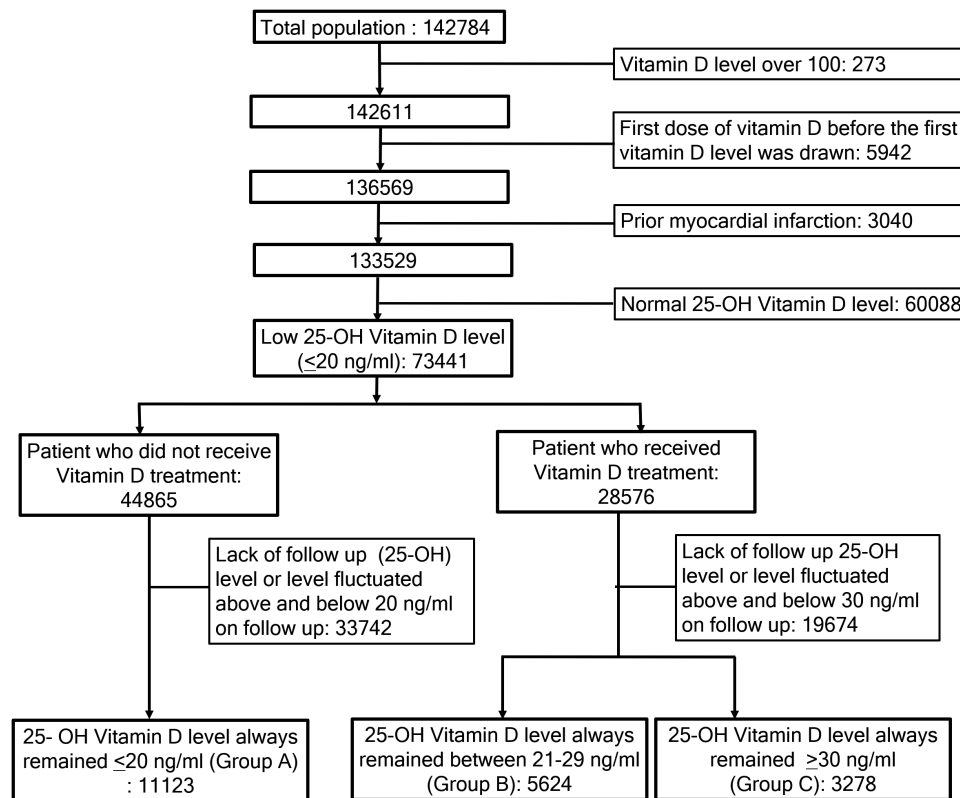 Total population : 142784
Vitamin D level over 100: 273
142611
First dose of vitamin D before the first
vitamin D level was drawn: 5942
136569
Prior myocardial infarction: 3040
133529
Normal 25-OH Vitamin D level: 60088
Low 25-OH Vitamin D level
(≤20 ng/ml): 73441
Patient who did not receive
Vitamin D treatment:
44865
Patient who received
Vitamin D treatment:
28576
Lack of follow up (25-OH)
level or level fluctuated
above and below 20 ng/ml
on follow up: 33742
Lack of follow up 25-OH
level or level fluctuated
above and below 30 ng/ml
on follow up: 19674
25- OH Vitamin D level always
remained ≤20 ng/ml (Group A)
: 11123
25-OH Vitamin D level always
remained between 21-29 ng/ml
(Group B): 5624
25-OH Vitamin D level always
remained ≥30 ng/ml
(Group C): 3278